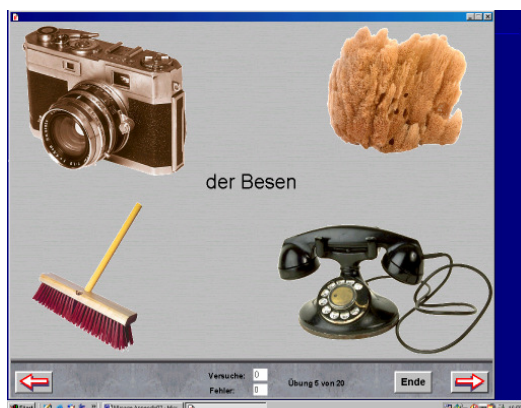 der Besen
Versuche: 0
Fehler: 0
Übung 5 von 20
Ende